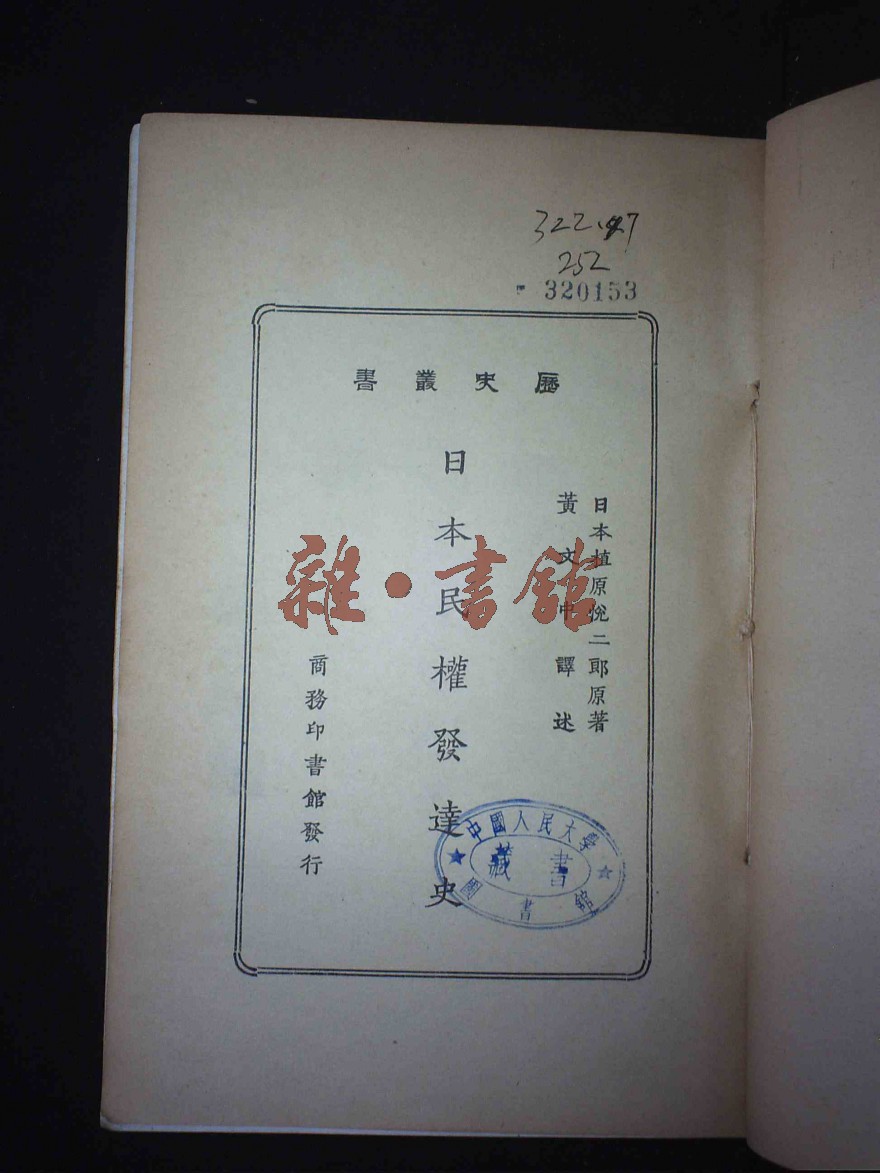 322.
252
320153
歷史叢書
日本植原悅二郎原著
黃文中譯述
日本民權發達史
商務印書館發行
雜·書館
中國人民大學
藏書
圖書館